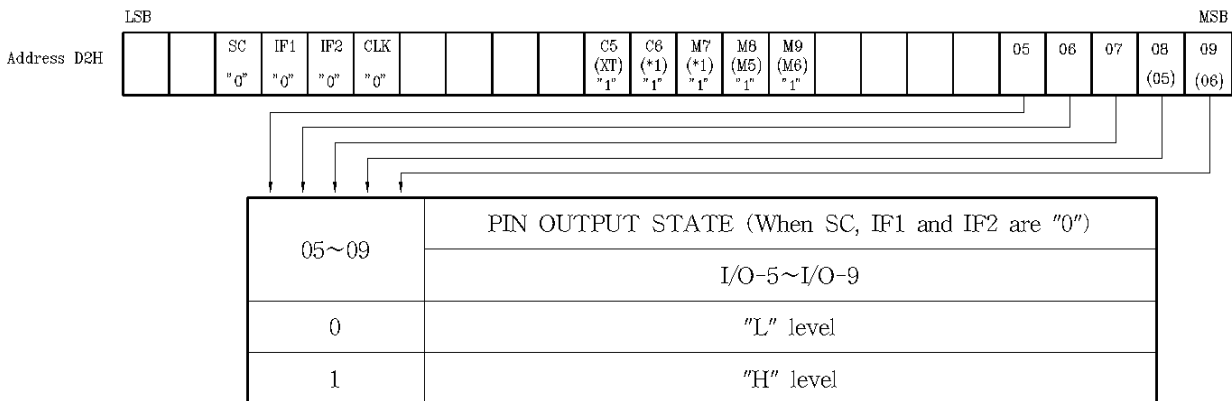 LSB MSB
Address D2H SC IF1 IF2 CLK C5 C6 M7 M8 M9 05 06 07 08 09
(XT) (*1) (*1) (M5) (M6) (05) (06)
"0" "0" "0" "0" "1" "1" "1" "1" "1"
05~09 PIN OUTPUT STATE (When SC, IF1 and IF2 are "0")
I/O-5~I/O-9
0 "L" level
1 "H" level